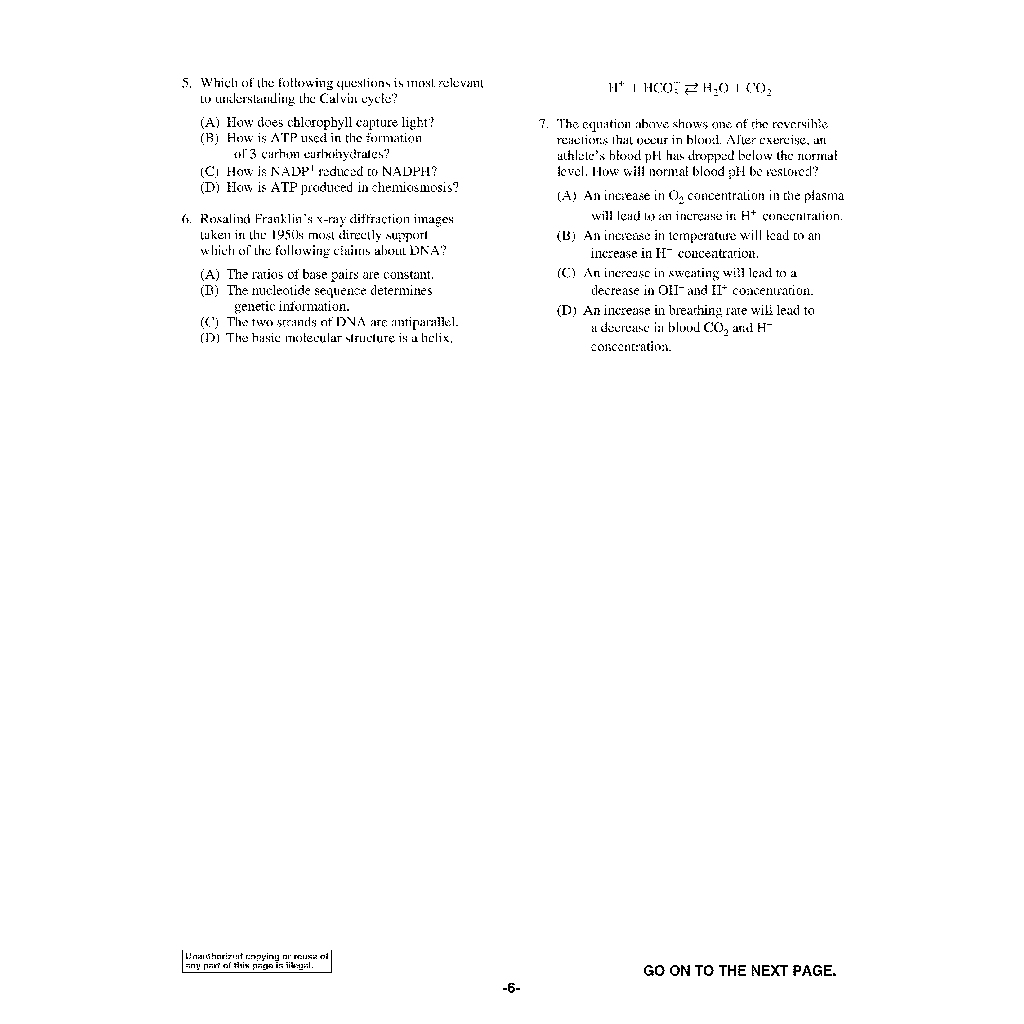 5. Which of the following questions is most relevant
to understanding the Calvin cycle?
(A) How does chlorophyll capture light?
(B) How is ATP used in the formation
of 3 carbon carbohydrates?
(C) How is NADP⁺ reduced to NADPH?
(D) How is ATP produced in chemiosmosis?
6. Rosalind Franklin's x-ray diffraction images
taken in the 1950s most directly support
which of the following claims about DNA?
(A) The ratios of base pairs are constant.
(B) The nucleotide sequence determines
genetic information.
(C) The two strands of DNA are antiparallel.
(D) The basic molecular structure is a helix.
H⁺ + HCO₃⁻ ⇄ H₂O + CO₂
7. The equation above shows one of the reversible
reactions that occur in blood. After exercise, an
athlete's blood pH has dropped below the normal
level. How will normal blood pH be restored?
(A) An increase in O₂ concentration in the plasma
will lead to an increase in H⁺ concentration.
(B) An increase in temperature will lead to an
increase in H⁺ concentration.
(C) An increase in sweating will lead to a
decrease in OH⁻ and H⁺ concentration.
(D) An increase in breathing rate will lead to
a decrease in blood CO₂ and H⁺
concentration.
Unauthorized copying or reuse of
any part of this page is illegal.
GO ON TO THE NEXT PAGE.
-6-